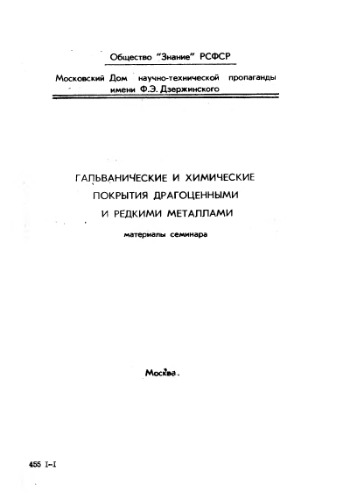 Общество "Знание" РСФСР
Московский Дом научно-технической пропаганды
имени Ф.Э. Дзержинского
ГАЛЬВАНИЧЕСКИЕ И ХИМИЧЕСКИЕ
ПОКРЫТИЯ ДРАГОЦЕННЫМИ
И РЕДКИМИ МЕТАЛЛАМИ
материалы семинара
Москва.
455 I-I